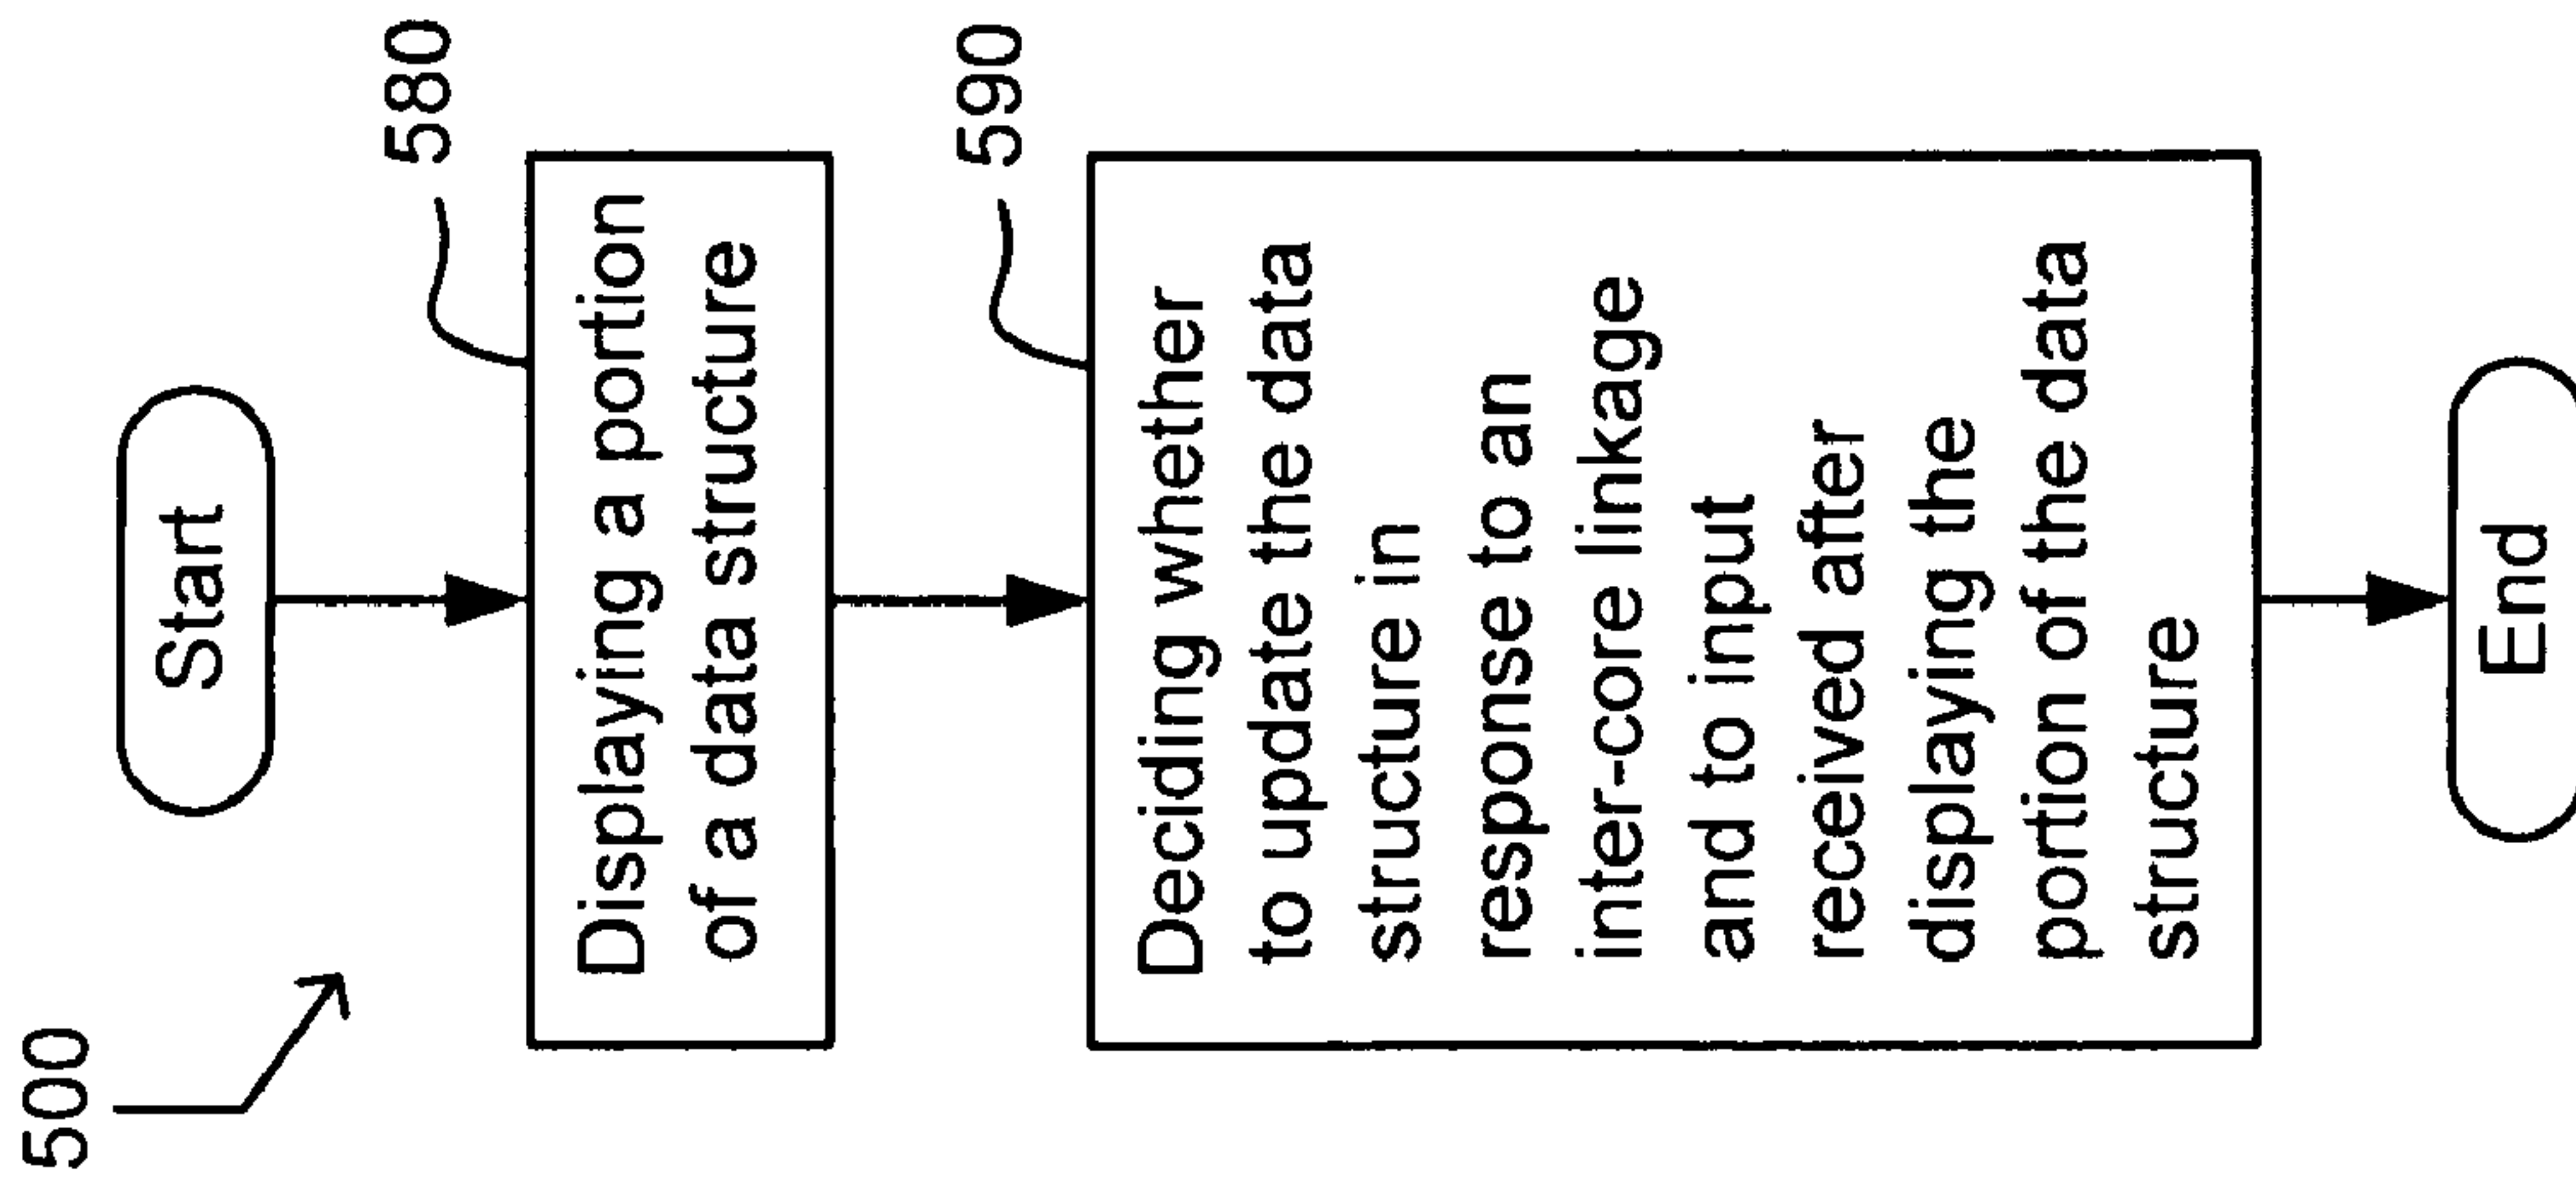 500
Start
580
Displaying a portion
of a data structure
590
Deciding whether
to update the data
structure in
response to an
inter-core linkage
and to input
received after
displaying the
portion of the data
structure
End